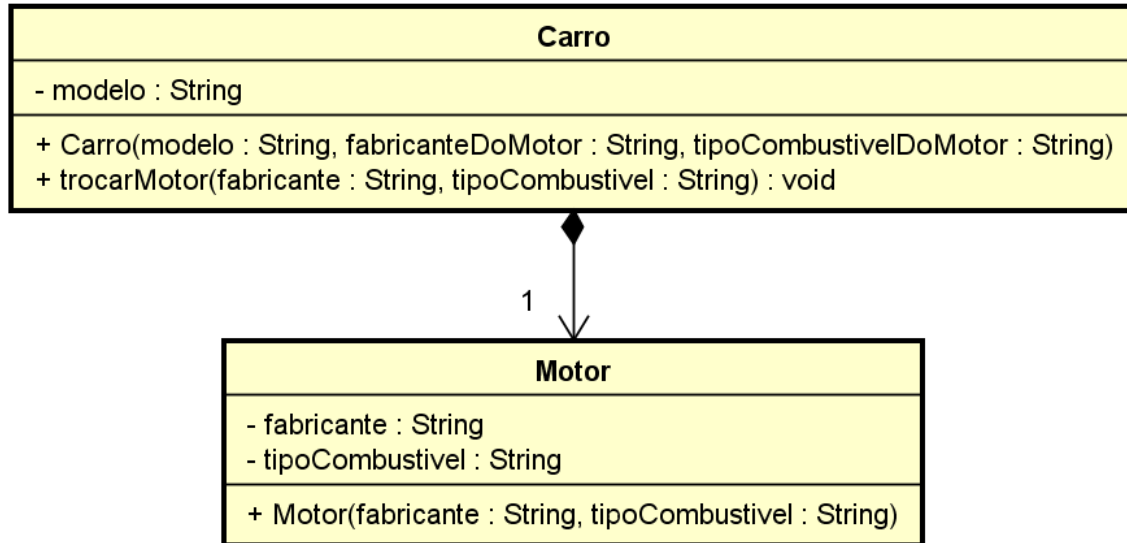 Carro
- modelo : String
+ Carro(modelo : String, fabricanteDoMotor : String, tipoCombustivelDoMotor : String)
+ trocarMotor(fabricante : String, tipoCombustivel : String) : void
1
Motor
- fabricante : String
- tipoCombustivel : String
+ Motor(fabricante : String, tipoCombustivel : String)